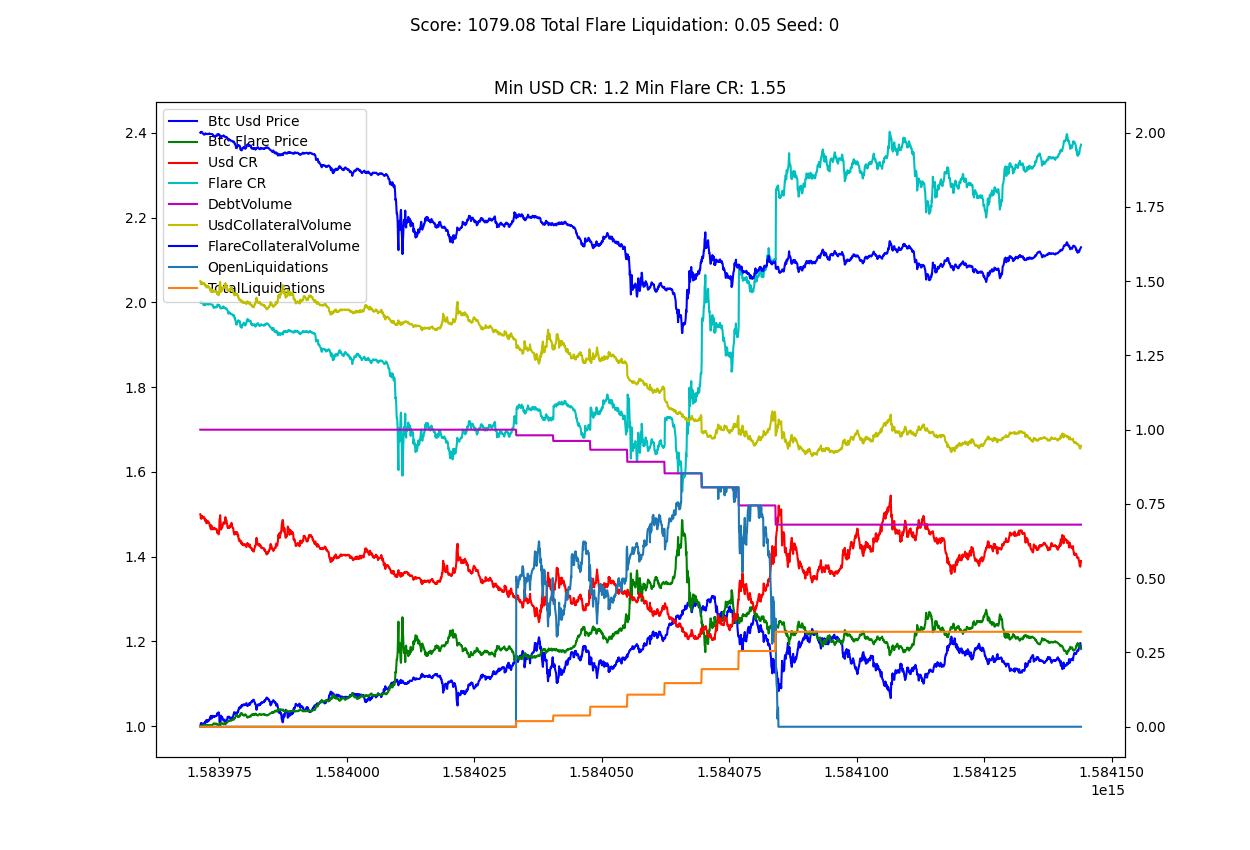 Score: 1079.08 Total Flare Liquidation: 0.05 Seed: 0
Min USD CR: 1.2 Min Flare CR: 1.55
Btc Usd Price
Btc Flare Price
Usd CR
Flare CR
DebtVolume
UsdCollateralVolume
FlareCollateralVolume
OpenLiquidations
TotalLiquidations
2.4
2.2
2.0
1.8
1.6
1.4
1.2
1.0
2.00
1.75
1.50
1.25
1.00
0.75
0.50
0.25
0.00
1.583975 1.584000 1.584025 1.584050 1.584075 1.584100 1.584125 1.584150
1e15